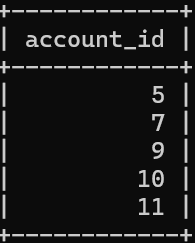 +------------+
| account_id |
+------------+
|          5 |
|          7 |
|          9 |
|         10 |
|         11 |
+------------+